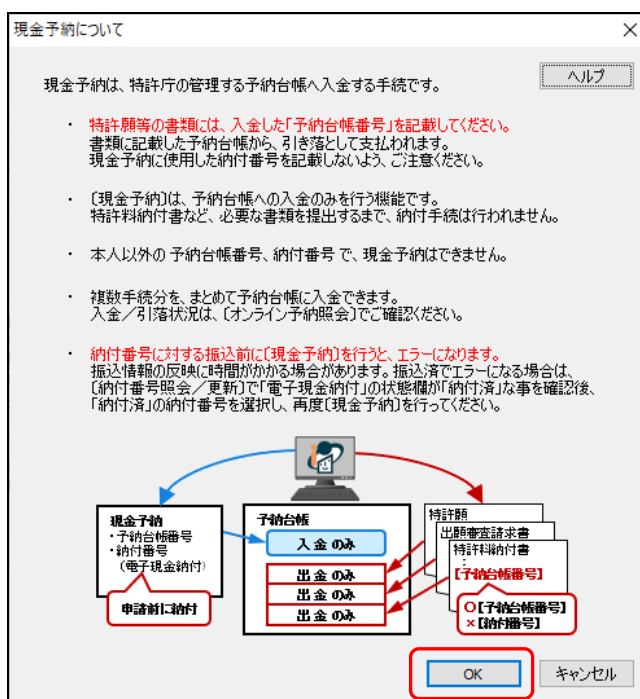 現金予納について
現金予納は、特許庁の管理する予納台帳へ入金する手続です。
ヘルプ
・ 特許願等の書類には、入金した「予納台帳番号」を記載してください。
書類に記載した予納台帳から、引き落として支払われます。
現金予納に使用した納付番号を記載しないよう、ご注意ください。
・ 〔現金予納〕は、予納台帳への入金のみを行う機能です。
特許料納付書など、必要な書類を提出するまで、納付手続は行われません。
・ 本人以外の 予納台帳番号、納付番号 で、現金予納はできません。
・ 複数手続分を、まとめて予納台帳に入金できます。
入金／引落状況は、〔オンライン予納照会〕でご確認ください。
・ 納付番号に対する振込前に〔現金予納〕を行うと、エラーになります。
振込情報の反映に時間がかかる場合があります。振込済でエラーになる場合は、
〔納付番号照会／更新〕で「電子現金納付」の状態欄が「納付済」な事を確認後、
「納付済」の納付番号を選択し、再度〔現金予納〕を行ってください。
現金予納
・予納台帳番号
・納付番号
（電子現金納付）
申請前に納付
予納台帳
入金のみ
出金のみ
出金のみ
出金のみ
特許願
出願審査請求書
特許料納付書
：
【予納台帳番号】
○【予納台帳番号】
×【納付番号】
OK
キャンセル